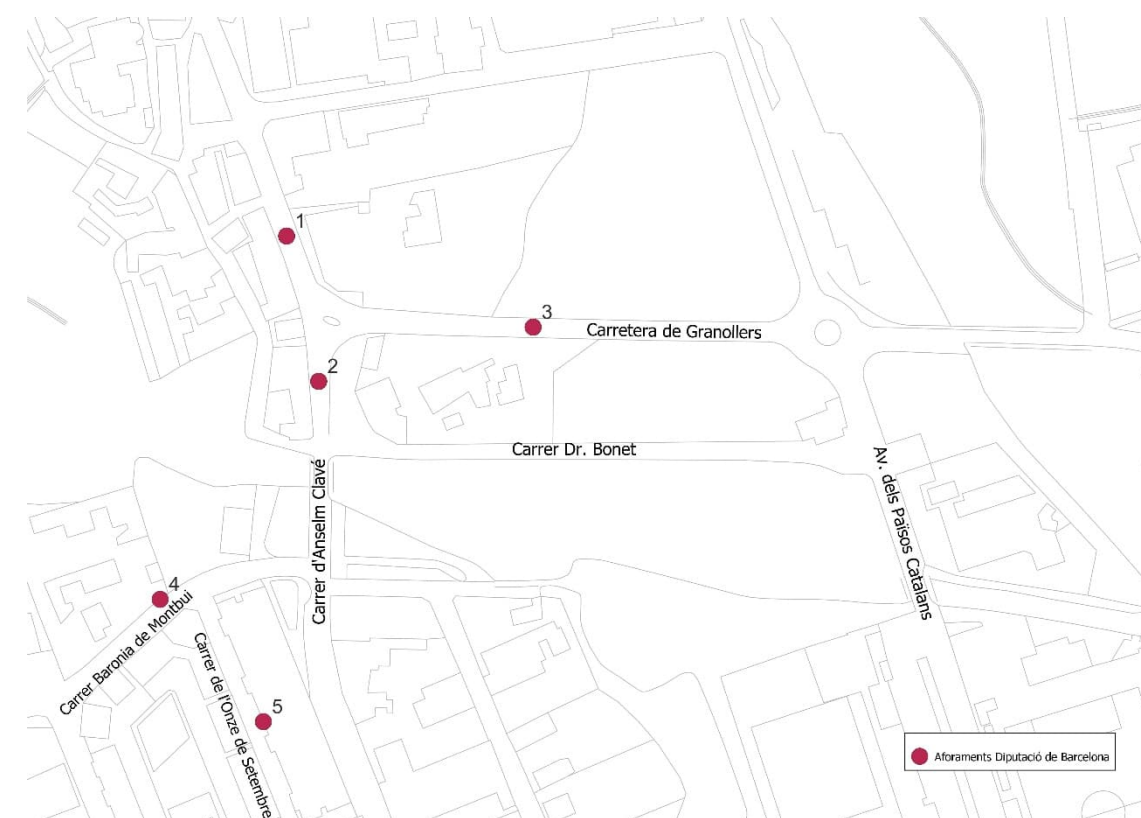 1
3
Carretera de Granollers
2
Carrer Dr. Bonet
Av. dels Països Catalans
Carrer d'Anselm Clavé
4
Carrer Baronia de Montbui
Carrer de l'Onze de Setembre
5
Aforaments Diputació de Barcelona